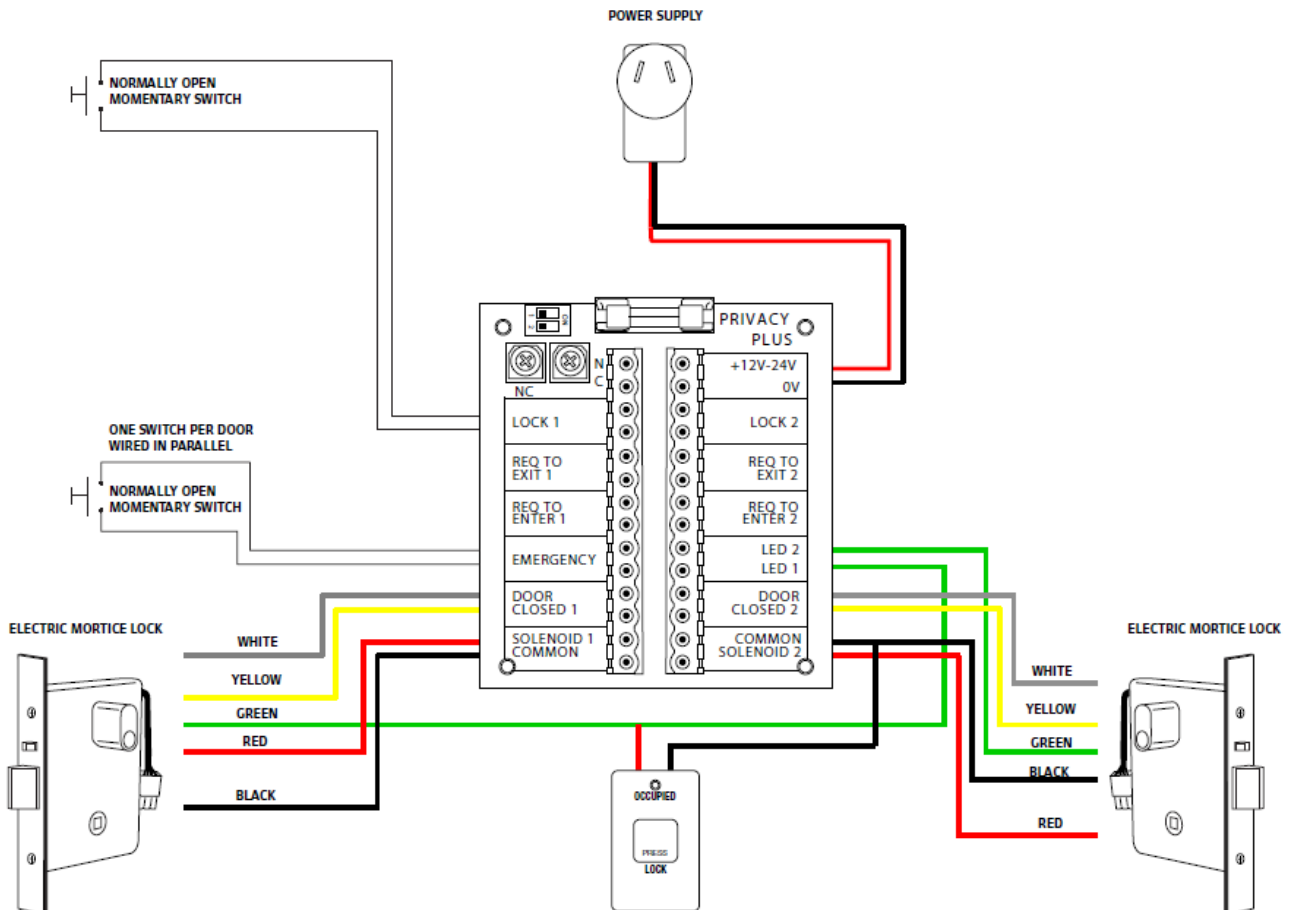 POWER SUPPLY
NORMALLY OPEN
MOMENTARY SWITCH
1
2
ON
PRIVACY
PLUS
N
C
NC
+12V-24V
0V
LOCK 1
LOCK 2
ONE SWITCH PER DOOR
WIRED IN PARALLEL
REQ TO
EXIT 1
REQ TO
EXIT 2
NORMALLY OPEN
MOMENTARY SWITCH
REQ TO
ENTER 1
REQ TO
ENTER 2
EMERGENCY
LED 2
LED 1
DOOR
CLOSED 1
DOOR
CLOSED 2
SOLENOID 1
COMMON
COMMON
SOLENOID 2
ELECTRIC MORTICE LOCK
WHITE
YELLOW
GREEN
RED
BLACK
ELECTRIC MORTICE LOCK
WHITE
YELLOW
GREEN
BLACK
RED
OCCUPIED
PRESS
LOCK